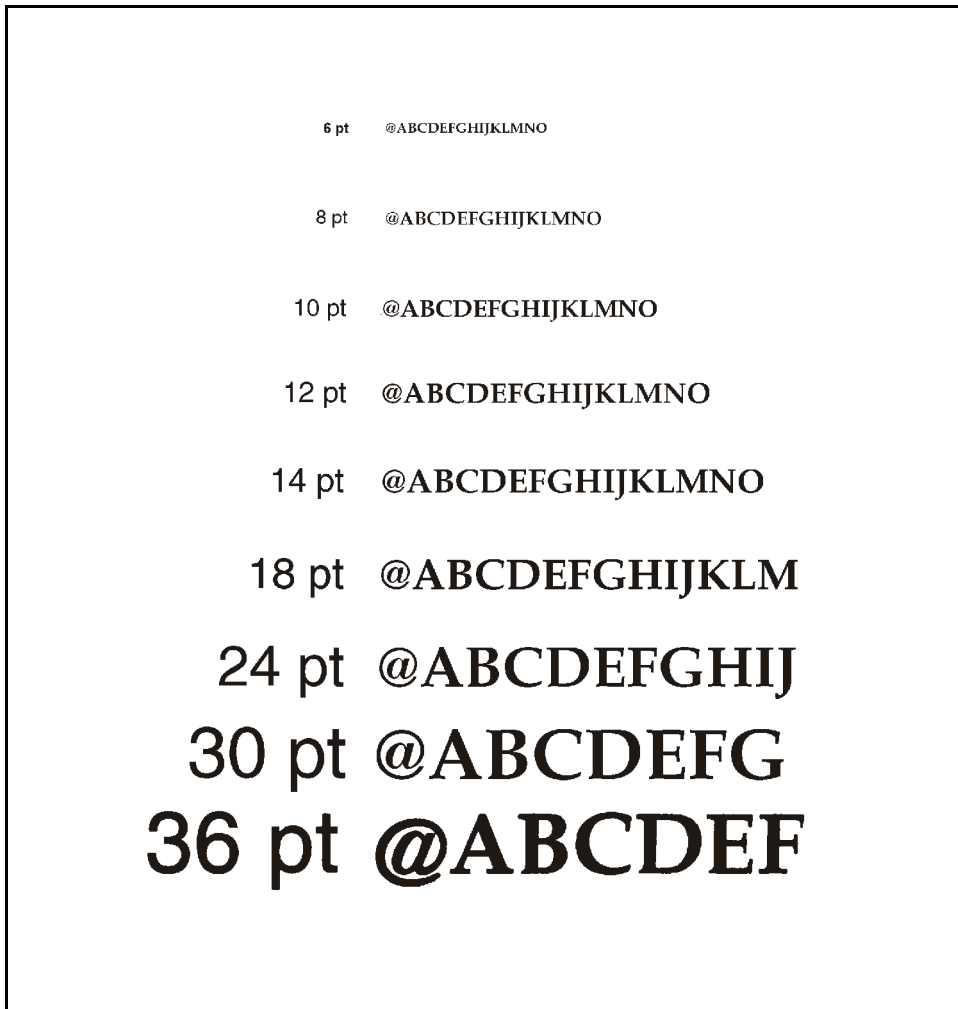 6 pt @ABCDEFGHIJKLMNO
8 pt @ABCDEFGHIJKLMNO
10 pt @ABCDEFGHIJKLMNO
12 pt @ABCDEFGHIJKLMNO
14 pt @ABCDEFGHIJKLMNO
18 pt @ABCDEFGHIJKLM
24 pt @ABCDEFGHIJ
30 pt @ABCDEFG
36 pt @ABCDEF